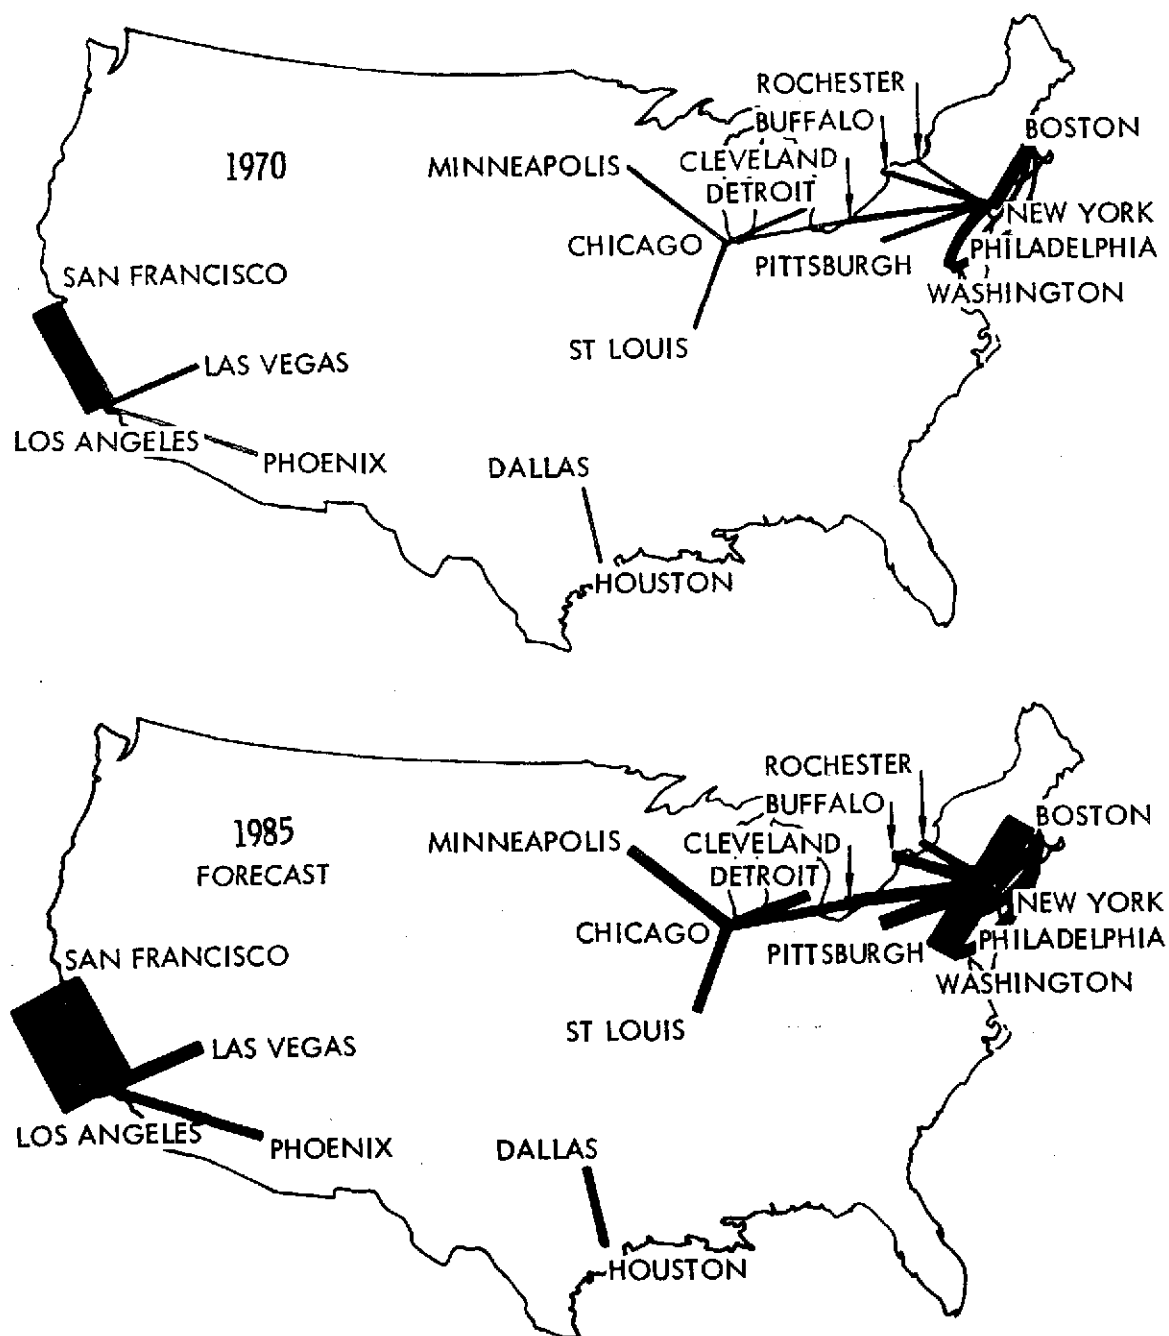 ROCHESTER
BUFFALO
BOSTON
1970
MINNEAPOLIS
CLEVELAND
DETROIT
NEW YORK
CHICAGO
PITTSBURGH
PHILADELPHIA
WASHINGTON
SAN FRANCISCO
ST LOUIS
LAS VEGAS
LOS ANGELES
PHOENIX
DALLAS
HOUSTON
ROCHESTER
BUFFALO
BOSTON
1985
FORECAST
MINNEAPOLIS
CLEVELAND
DETROIT
NEW YORK
CHICAGO
PITTSBURGH
PHILADELPHIA
WASHINGTON
SAN FRANCISCO
ST LOUIS
LAS VEGAS
LOS ANGELES
PHOENIX
DALLAS
HOUSTON